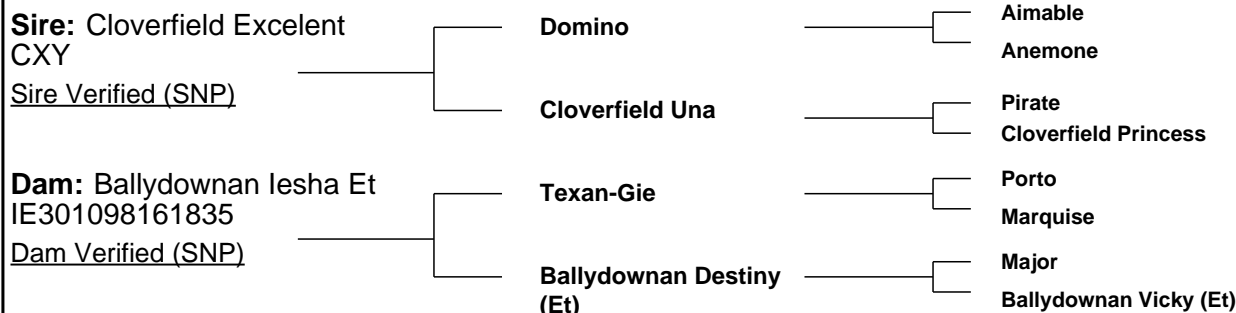 Sire: Cloverfield Excelent
CXY
Sire Verified (SNP)
Domino
Cloverfield Una
Aimable
Anemone
Pirate
Cloverfield Princess
Dam: Ballydownan Iesha Et
IE301098161835
Dam Verified (SNP)
Texan-Gie
Ballydownan Destiny
(Et)
Porto
Marquise
Major
Ballydownan Vicky (Et)